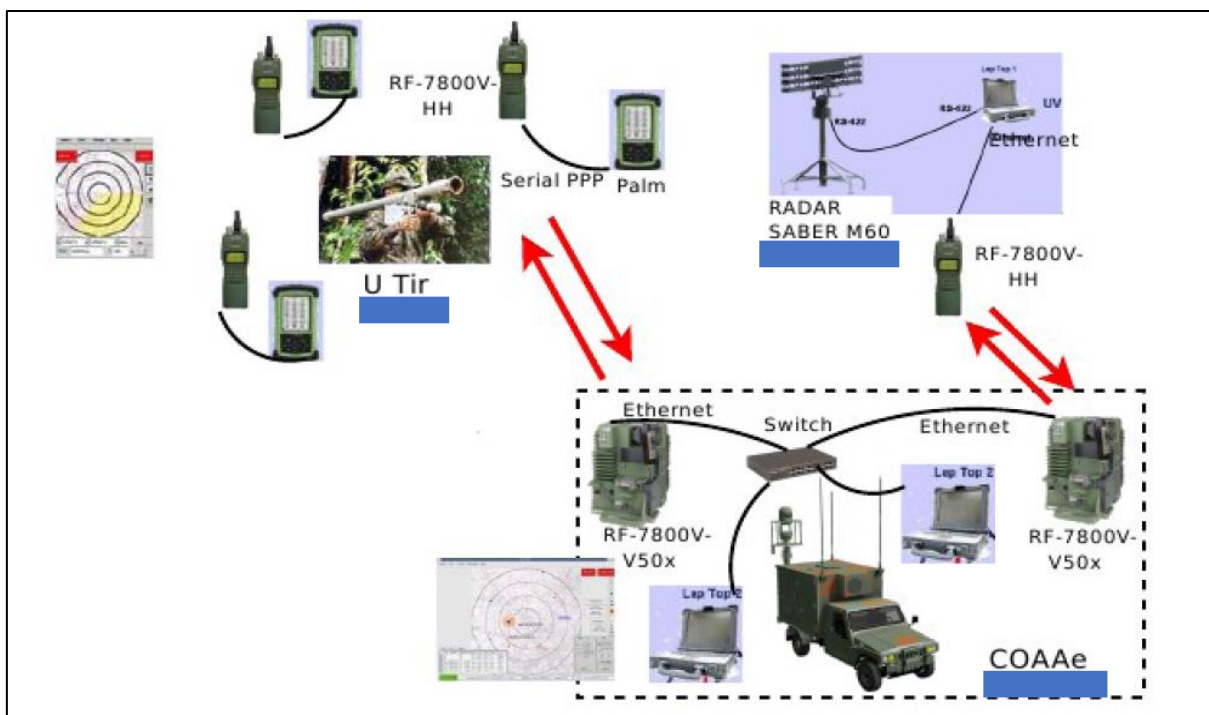 RF-7800V-
HH
Serial PPP
Palm
U Tir
Lap Top 1
RS-422
RS-422
UV
Ethernet
Ethernet
RADAR
SABER M60
RF-7800V-
HH
Ethernet
Switch
Ethernet
Lap Top 2
RF-7800V-
V50x
RF-7800V-
V50x
Lap Top 2
COAAe